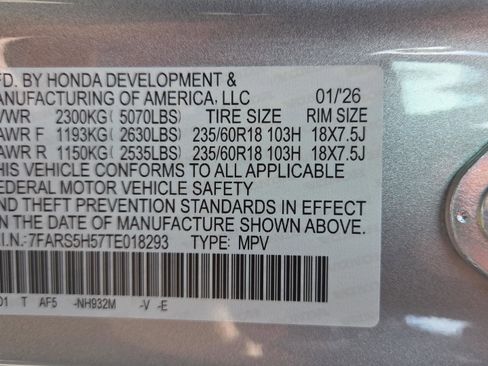 MFD. BY HONDA DEVELOPMENT &
MANUFACTURING OF AMERICA, LLC 01/'26
GVWR 2300KG (5070LBS) TIRE SIZE RIM SIZE
GAWR F 1193KG (2630LBS) 235/60R18 103H 18X7.5J
GAWR R 1150KG (2535LBS) 235/60R18 103H 18X7.5J
THIS VEHICLE CONFORMS TO ALL APPLICABLE
FEDERAL MOTOR VEHICLE SAFETY
AND THEFT PREVENTION STANDARDS IN EFFECT
ON THE DATE OF MANUFACTURE SHOWN ABOVE.
V.I.N.:7FARS5H57TE018293 TYPE: MPV
01 T AF5 -NH932M -V -E